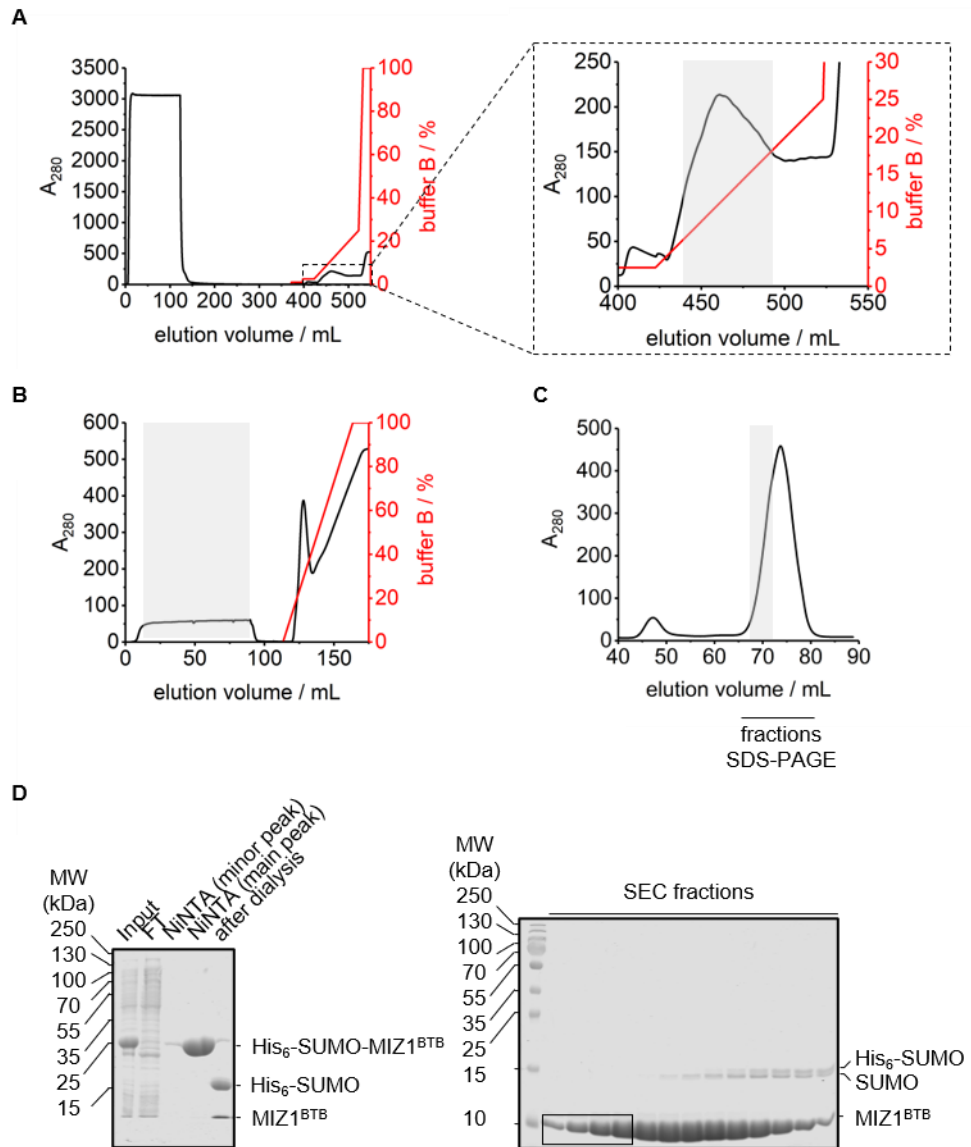 A
3500
3000
2500
2000
1500
1000
500
0
A280
0 100 200 300 400 500
elution volume / mL
100
80
60
40
20
0
buffer B / %
250
200
150
100
50
0
A280
400 450 500 550
elution volume / mL
30
25
20
15
10
5
0
buffer B / %
B
600
500
400
300
200
100
0
A280
0 50 100 150
elution volume / mL
100
80
60
40
20
0
buffer B / %
C
500
400
300
200
100
0
A280
40 50 60 70 80 90
elution volume / mL
fractions
SDS-PAGE
D
MW
(kDa)
250
130
100
70
55
35
25
15
Input
FT
NiNTA (minor peak)
NiNTA (main peak)
after dialysis
His6-SUMO-MIZ1BTB
His6-SUMO
MIZ1BTB
MW
(kDa)
250
130
100
70
55
35
25
15
10
SEC fractions
His6-SUMO
SUMO
MIZ1BTB